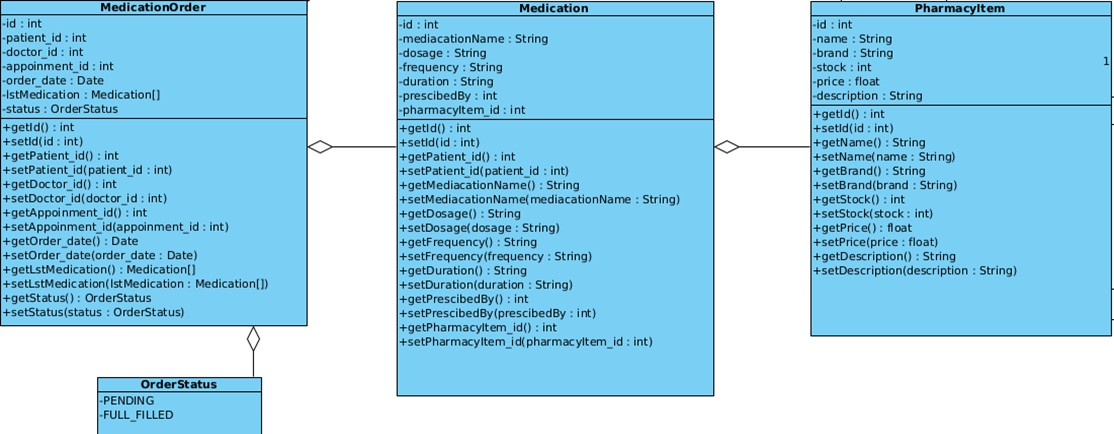 MedicationOrder
-id : int
-patient_id : int
-doctor_id : int
-appoinment_id : int
-order_date : Date
-lstMedication : Medication[]
-status : OrderStatus
+getId() : int
+setId(id : int)
+getPatient_id() : int
+setPatient_id(patient_id : int)
+getDoctor_id() : int
+setDoctor_id(doctor_id : int)
+getAppoinment_id() : int
+setAppoinment_id(appoinment_id : int)
+getOrder_date() : Date
+setOrder_date(order_date : Date)
+getLstMedication() : Medication[]
+setLstMedication(lstMedication : Medication[])
+getStatus() : OrderStatus
+setStatus(status : OrderStatus)
OrderStatus
-PENDING
-FULL_FILLED
Medication
-id : int
-mediacationName : String
-dosage : String
-frequency : String
-duration : String
-prescibedBy : int
-pharmacyItem_id : int
+getId() : int
+setId(id : int)
+getPatient_id() : int
+setPatient_id(patient_id : int)
+getMediacationName() : String
+setMediacationName(mediacationName : String)
+getDosage() : String
+setDosage(dosage : String)
+getFrequency() : String
+setFrequency(frequency : String)
+getDuration() : String
+setDuration(duration : String)
+getPrescibedBy() : int
+setPrescibedBy(prescibedBy : int)
+getPharmacyItem_id() : int
+setPharmacyItem_id(pharmacyItem_id : int)
PharmacyItem
-id : int
-name : String
-brand : String
-stock : int
-price : float
-description : String
1
+getId() : int
+setId(id : int)
+getName() : String
+setName(name : String)
+getBrand() : String
+setBrand(brand : String)
+getStock() : int
+setStock(stock : int)
+getPrice() : float
+setPrice(price : float)
+getDescription() : String
+setDescription(description : String)